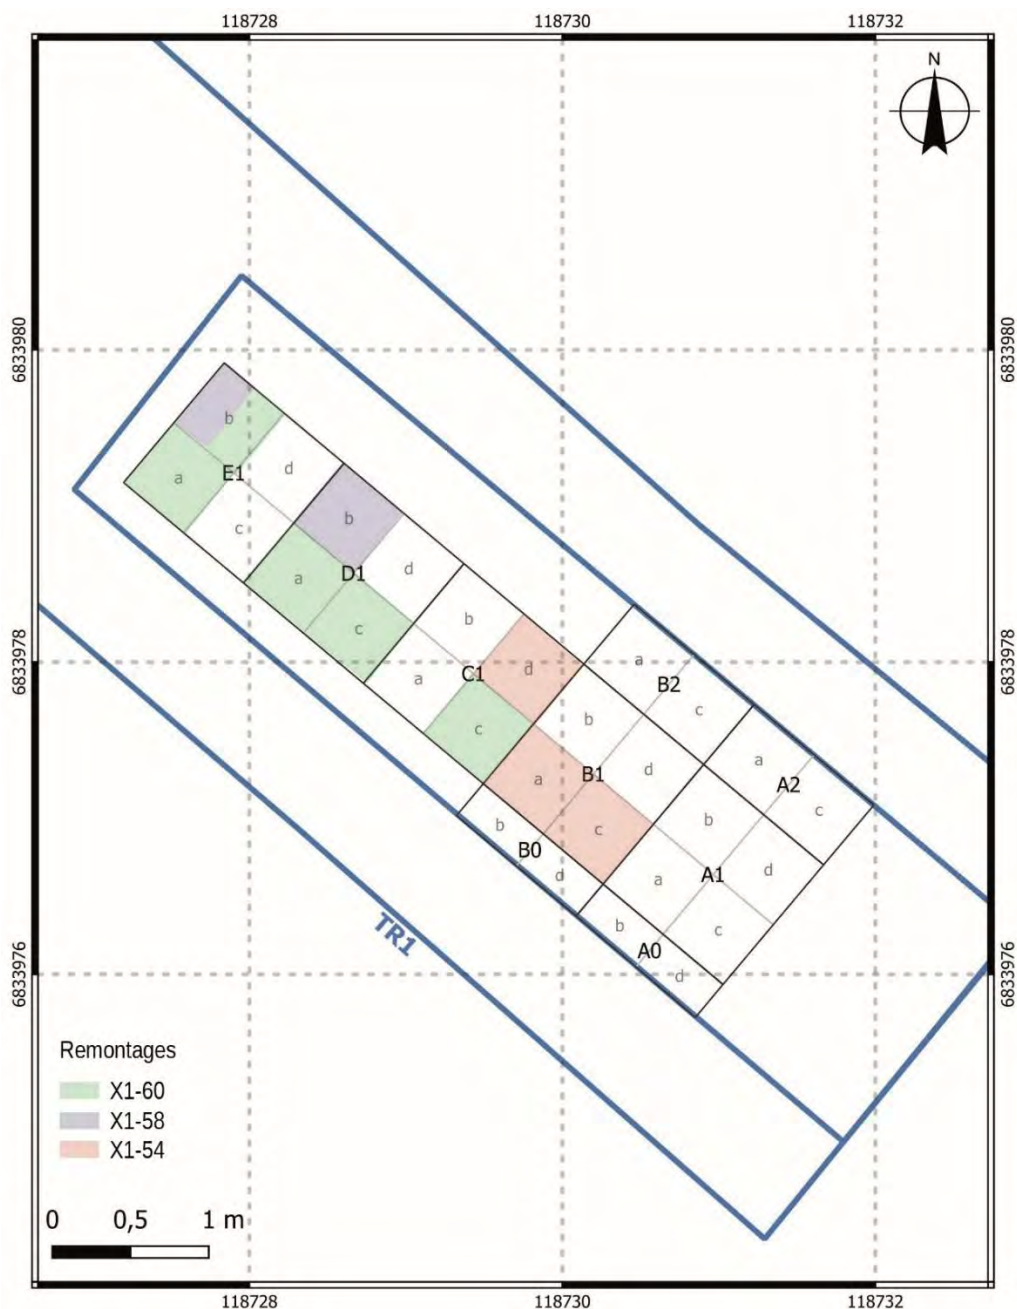 118728 118730 118732
N
6833980 6833980
b
a E1 d
c b
a D1 d
c b
a C1 d a
B2
c b c
a B1 d a
A2
b c b c
B0
d a A1 d
b c
A0
d
6833978 6833978
TR1
6833976 6833976
Remontages
X1-60
X1-58
X1-54
0 0,5 1 m
118728 118730 118732